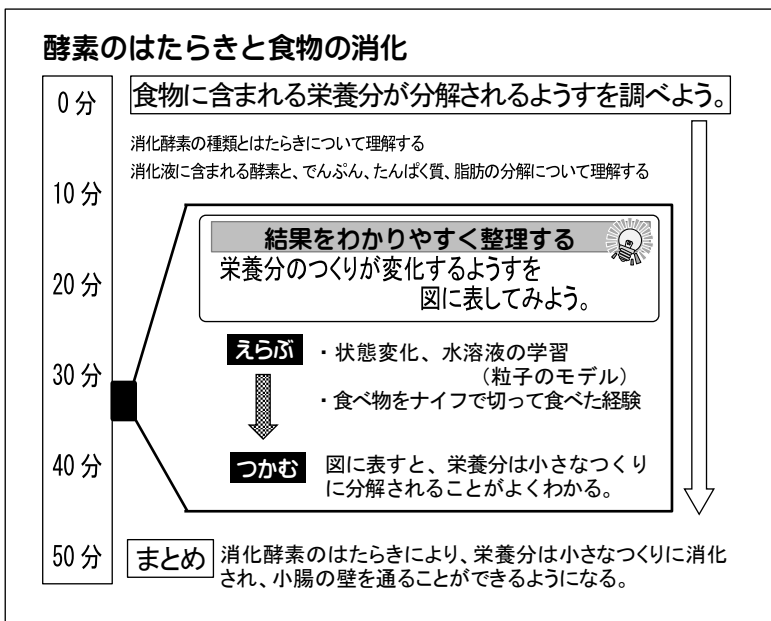 酵素のはたらきと食物の消化
0分
食物に含まれる栄養分が分解されるようすを調べよう。
消化酵素の種類とはたらきについて理解する
消化液に含まれる酵素と、でんぷん、たんぱく質、脂肪の分解について理解する
10分
結果をわかりやすく整理する
栄養分のつくりが変化するようすを
図に表してみよう。
20分
えらぶ
・状態変化、水溶液の学習
（粒子のモデル）
・食べ物をナイフで切って食べた経験
30分
つかむ
図に表すと、栄養分は小さなつくり
に分解されることがよくわかる。
40分
50分
まとめ
消化酵素のはたらきにより、栄養分は小さなつくりに消化
され、小腸の壁を通ることができるようになる。